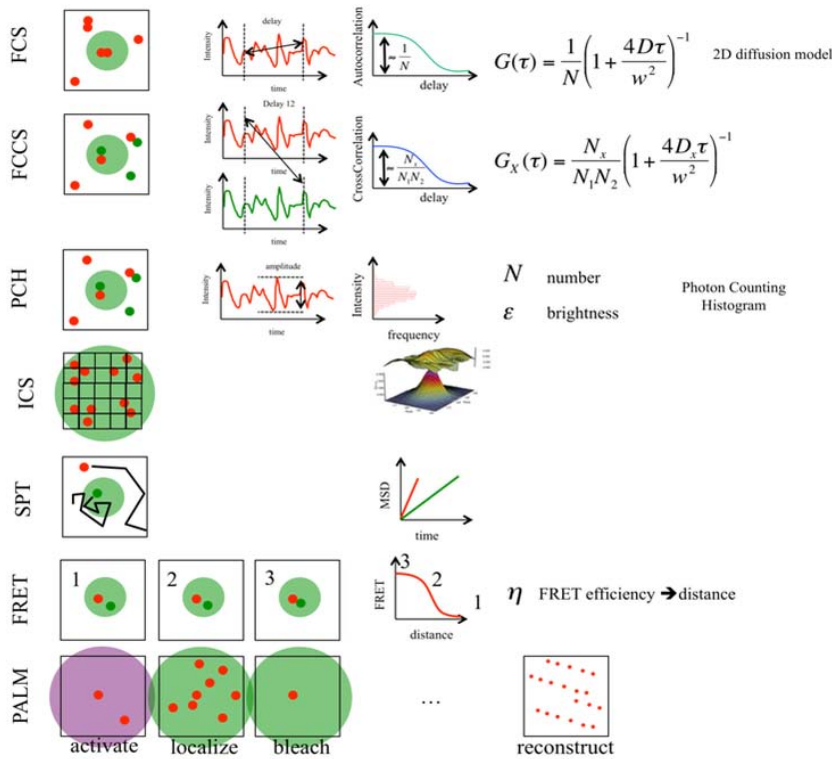 FCS
Intensity
delay
time
Autocorrelation
≈ 1/N
delay
G(τ) = 1/N (1 + 4Dτ/w²)⁻¹
2D diffusion model
FCCS
Intensity
Delay 12
time
Intensity
time
CrossCorrelation
≈ Nₓ/N₁N₂
delay
Gₓ(τ) = Nₓ/N₁N₂ (1 + 4Dₓτ/w²)⁻¹
PCH
Intensity
amplitude
time
Intensity
frequency
N number
ε brightness
Photon Counting
Histogram
ICS
SPT
MSD
time
FRET
1
2
3
FRET
3
2
1
distance
η FRET efficiency ➔distance
PALM
activate
localize
bleach
...
reconstruct